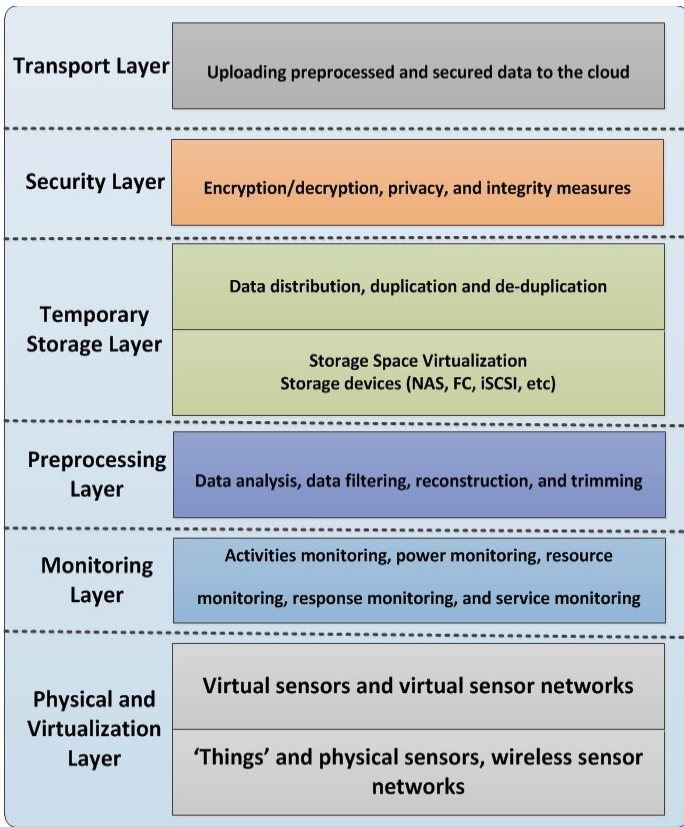 Transport Layer
Uploading preprocessed and secured data to the cloud
Security Layer
Encryption/decryption, privacy, and integrity measures
Temporary
Storage Layer
Data distribution, duplication and de-duplication
Storage Space Virtualization
Storage devices (NAS, FC, iSCSI, etc)
Preprocessing
Layer
Data analysis, data filtering, reconstruction, and trimming
Monitoring
Layer
Activities monitoring, power monitoring, resource
monitoring, response monitoring, and service monitoring
Physical and
Virtualization
Layer
Virtual sensors and virtual sensor networks
‘Things’ and physical sensors, wireless sensor
networks